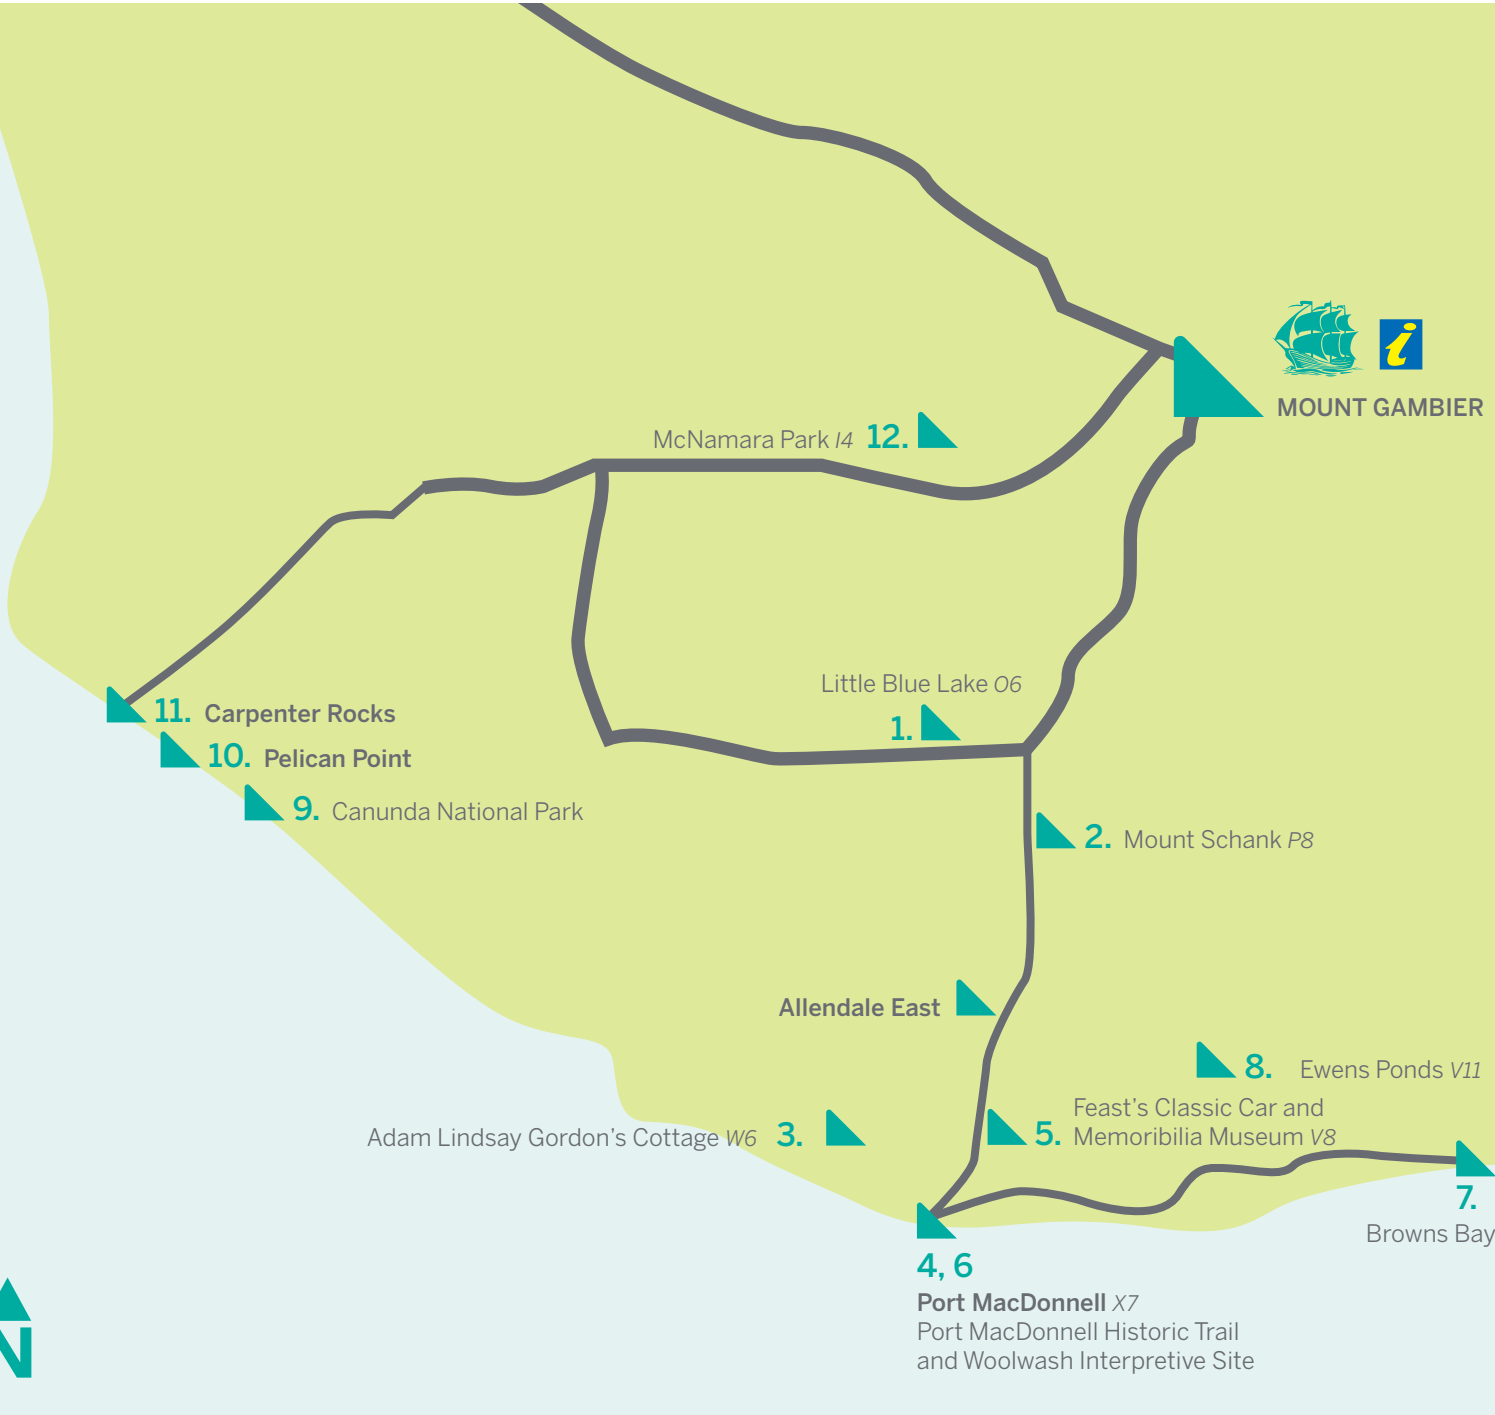 i
MOUNT GAMBIER
McNamara Park I4 12.
Little Blue Lake O6
1.
11. Carpenter Rocks
10. Pelican Point
9. Canunda National Park
2. Mount Schank P8
Allendale East
8. Ewens Ponds V11
Feast's Classic Car and
5. Memoribilia Museum V8
Adam Lindsay Gordon's Cottage W6 3.
7.
Browns Bay
4, 6
Port MacDonnell X7
Port MacDonnell Historic Trail
and Woolwash Interpretive Site
N